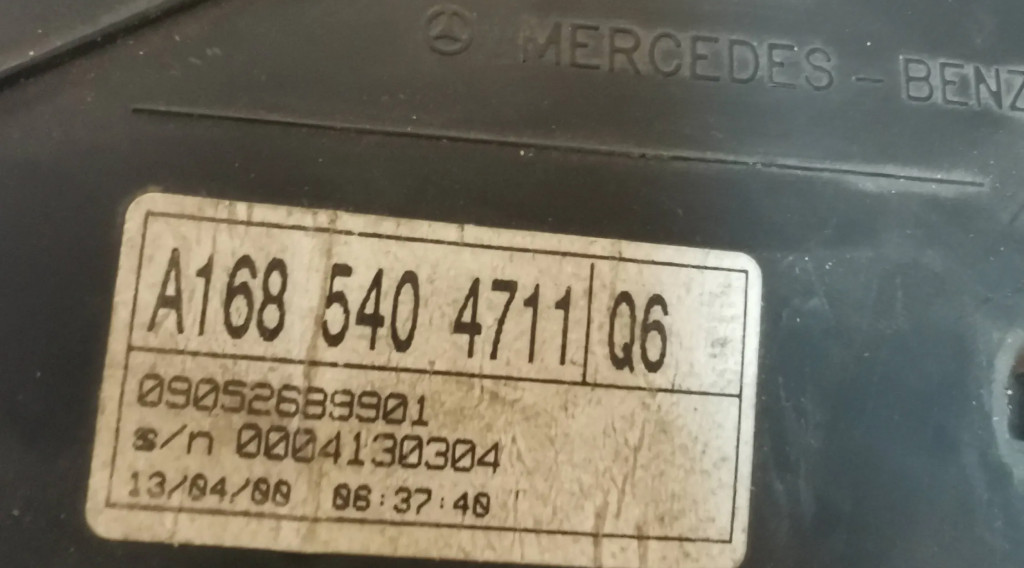 MERCEDES - BENZ
A168 540 4711 Q6
09052689901
s/n 0004130304
13/04/00 06:37:40